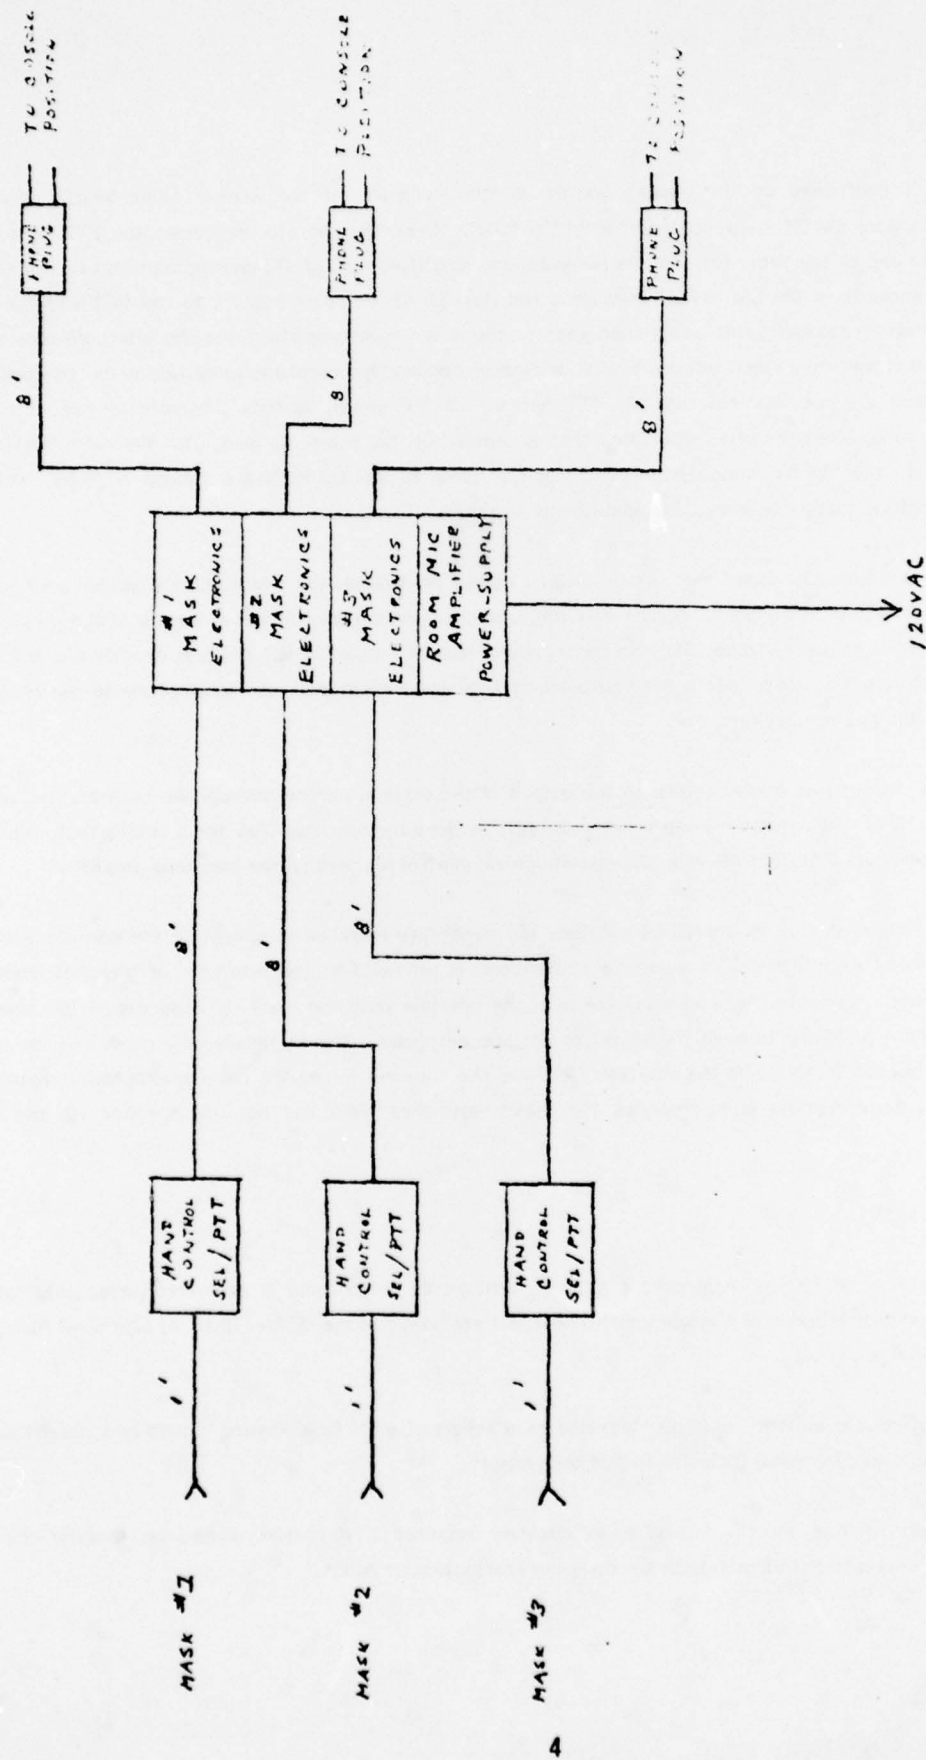 MASK #1
1'
HAND
CONTROL
SEL/PTT
8'
#1
MASK
ELECTRONICS
8'
PHONE
PLUG
TO CONSOLE
POSITION
MASK #2
1'
HAND
CONTROL
SEL/PTT
8'
#2
MASK
ELECTRONICS
8'
PHONE
PLUG
TO CONSOLE
POSITION
MASK #3
1'
HAND
CONTROL
SEL/PTT
8'
#3
MASK
ELECTRONICS
8'
PHONE
PLUG
TO
POSITION
ROOM MIC
AMPLIFIER
POWER-SUPPLY
120VAC
4